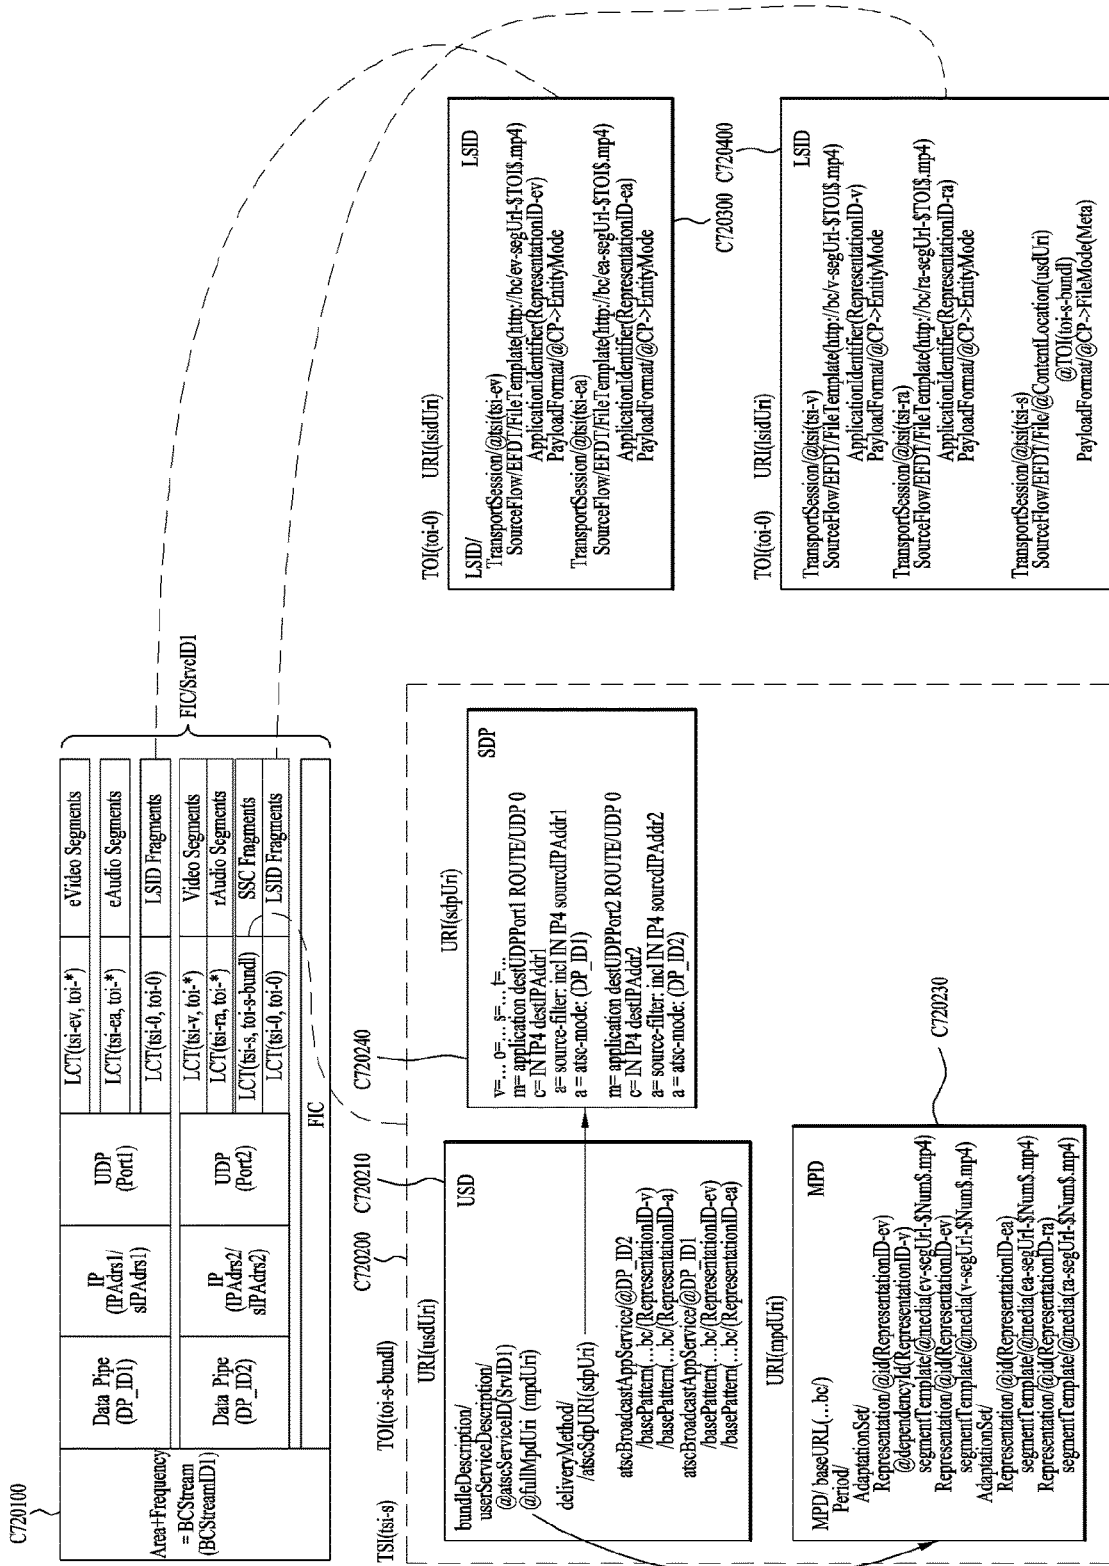 C720100
Area+Frequency
= BCStream
(BCStreamID1)
Data Pipe
(DP_ID1)
IP
(IPAdrs1/
sIPAdrs1)
UDP
(Port1)
LCT(tsi-ev, toi-*)
eVideo Segments
LCT(tsi-ea, toi-*)
eAudio Segments
LCT(tsi-0, toi-0)
LSID Fragments
Data Pipe
(DP_ID2)
IP
(IPAdrs2/
sIPAdrs2)
UDP
(Port2)
LCT(tsi-v, toi-*)
Video Segments
LCT(tsi-ra, toi-*)
rAudio Segments
LCT(tsi-s, toi-s-bundl)
SSC Fragments
LCT(tsi-0, toi-0)
LSID Fragments
FIC
FIC/SrvcID1
TSI(tsi-s)
TOI(toi-s-bundl)
C720200
URI(usdUri)
C720210
USD
bundleDescription/
userServiceDescription/
@atscServiceID(SrvID1)
@fullMpdUri (mpdUri)
deliveryMethod/
/atscSdpURI(sdpUri)
atscBroadcastAppService/@DP_ID2
/basePattern(...bc/(RepresentationID-v)
/basePattern(...bc/(RepresentationID-a)
atscBroadcastAppService/@DP_ID1
/basePattern(...bc/(RepresentationID-ev)
/basePattern(...bc/(RepresentationID-ea)
C720240
URI(sdpUri)
SDP
v=... o=... s=... t=...
m= application destUDPPort1 ROUTE/UDP 0
c= IN IP4 destIPAddr1
a= source-filter: incl IN IP4 sourcdIPAddr1
a = atsc-mode: (DP_ID1)
m= application destUDPPort2 ROUTE/UDP 0
c= IN IP4 destIPAddr2
a= source-filter: incl IN IP4 sourcdIPAddr2
a = atsc-mode: (DP_ID2)
URI(mpdUri)
C720230
MPD
MPD/ baseURL(...bc/)
Period/
AdaptationSet/
Representation/@id(RepresentationID-ev)
@dependencyId(RepresentationID-v)
segmentTemplate/@media(ev-segUrl-$Num$.mp4)
Representation/@id(RepresentationID-ev)
segmentTemplate/@media(v-segUrl-$Num$.mp4)
AdaptationSet/
Representation/@id(RepresentationID-ea)
segmentTemplate/@media(ea-segUrl-$Num$.mp4)
Representation/@id(RepresentationID-ra)
segmentTemplate/@media(ra-segUrl-$Num$.mp4)
TOI(toi-0)
URI(lsidUri)
LSID
LSID/
TransportSession/@tsi(tsi-ev)
SourceFlow/EFDT/FileTemplate(http://bc/ev-segUrl-$TOI$.mp4)
ApplicationIdentifier(RepresentationID-ev)
PayloadFormat/@CP->EntityMode
TransportSession/@tsi(tsi-ea)
SourceFlow/EFDT/FileTemplate(http://bc/ea-segUrl-$TOI$.mp4)
ApplicationIdentifier(RepresentationID-ea)
PayloadFormat/@CP->EntityMode
C720300
TOI(toi-0)
URI(lsidUri)
C720400
LSID
TransportSession/@tsi(tsi-v)
SourceFlow/EFDT/FileTemplate(http://bc/v-segUrl-$TOI$.mp4)
ApplicationIdentifier(RepresentationID-v)
PayloadFormat/@CP->EntityMode
TransportSession/@tsi(tsi-ra)
SourceFlow/EFDT/FileTemplate(http://bc/ra-segUrl-$TOI$.mp4)
ApplicationIdentifier(RepresentationID-ra)
PayloadFormat/@CP->EntityMode
TransportSession/@tsi(tsi-s)
SourceFlow/EFDT/File/@ContentLocation(usdUri)
@TOI(toi-s-bundl)
PayloadFormat/@CP->FileMode(Meta)